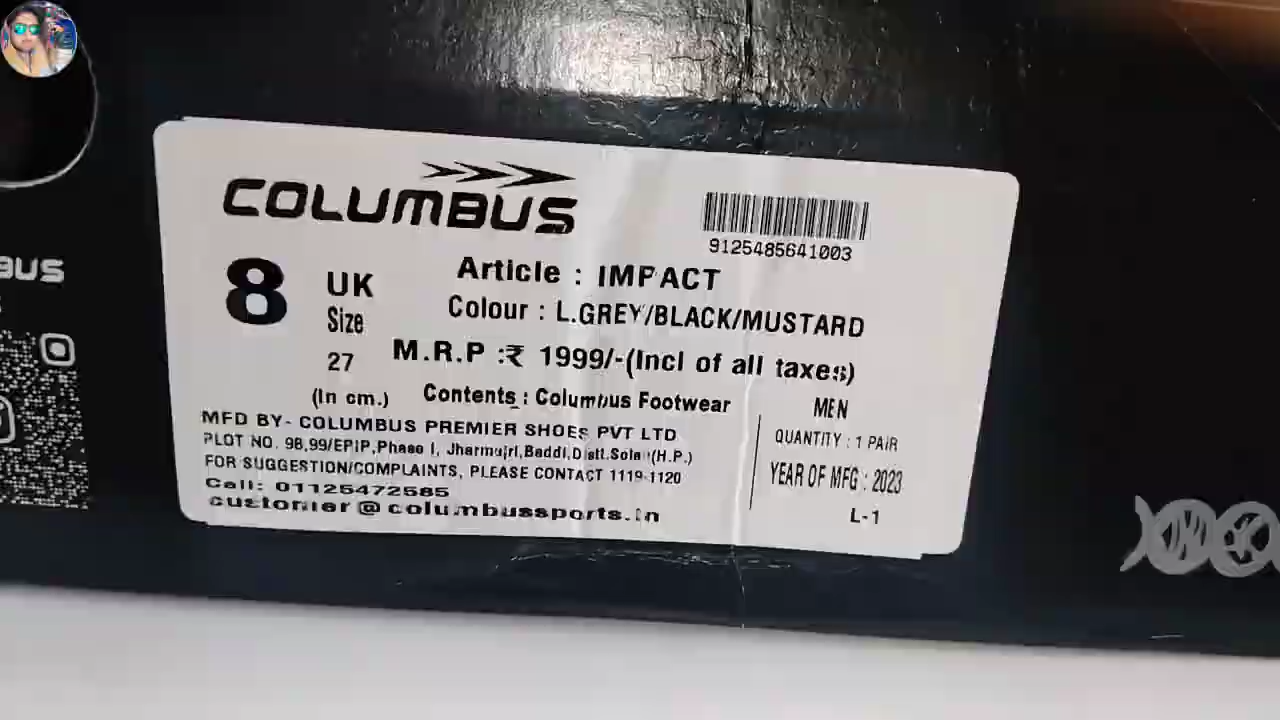 COLUMBUS
9125485641003
8 UK
Size
27
(In cm.)
Article : IMPACT
Colour : L.GREY/BLACK/MUSTARD
M.R.P :₹ 1999/-(Incl of all taxes)
Contents : Columbus Footwear
MFD BY- COLUMBUS PREMIER SHOES PVT LTD
PLOT NO. 98,99/EPIP,Phase I, Jharmajri,Baddi,Distt.Solan(H.P.)
FOR SUGGESTION/COMPLAINTS, PLEASE CONTACT 1119-1120
Call: 01125472585
customer@columbussports.in
MEN
QUANTITY : 1 PAIR
YEAR OF MFG : 2023
L-1
BUS